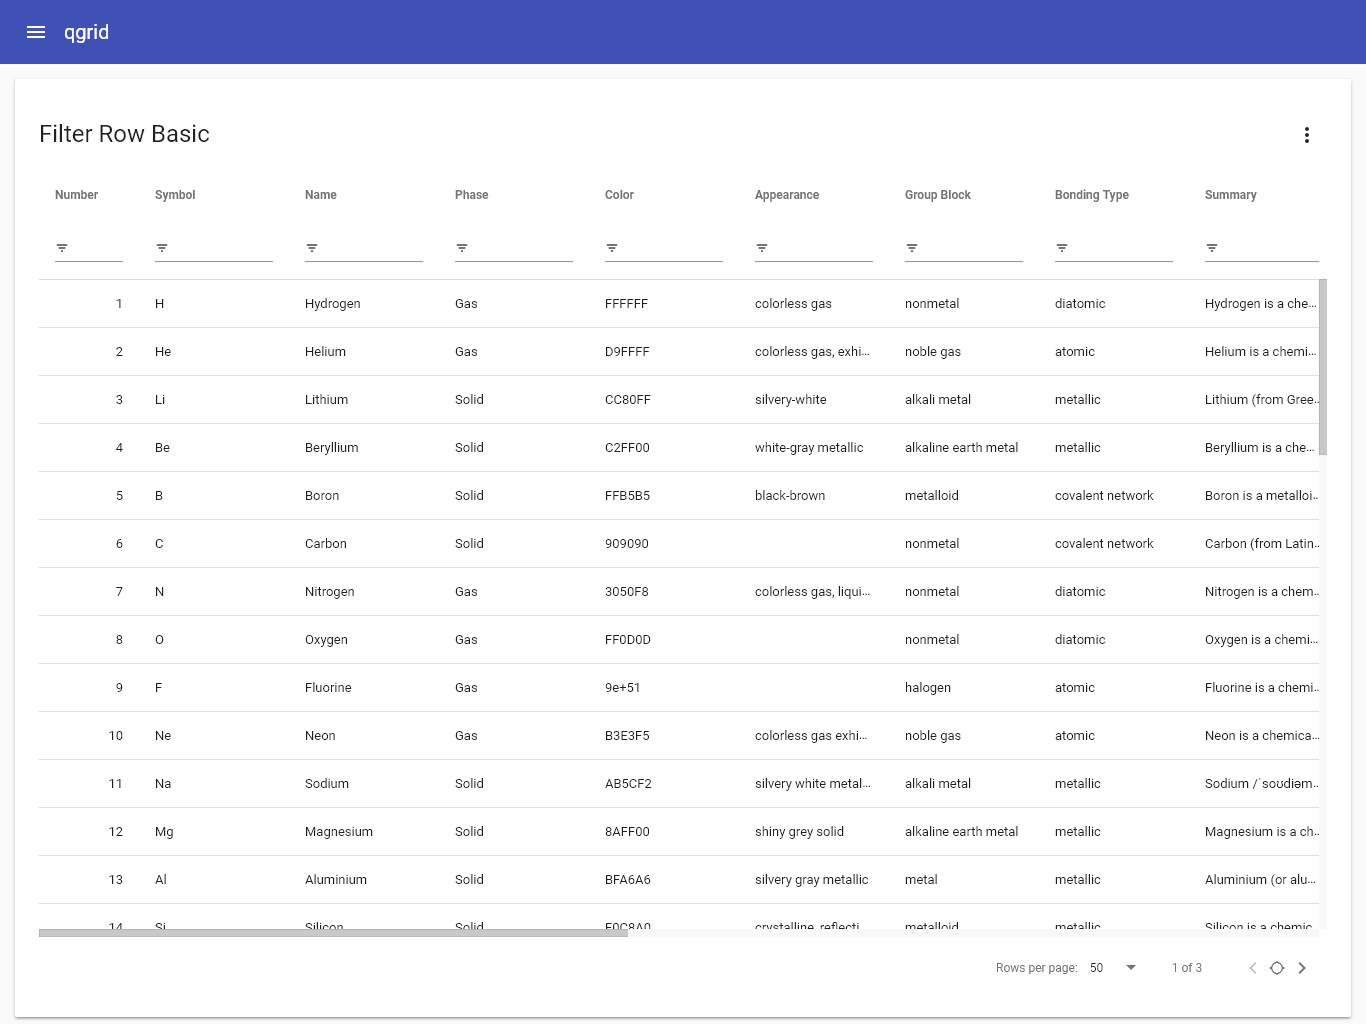 qgrid
Filter Row Basic
Number Symbol Name Phase Color Appearance Group Block Bonding Type Summary
1 H Hydrogen Gas FFFFFF colorless gas nonmetal diatomic Hydrogen is a che...
2 He Helium Gas D9FFFF colorless gas, exhi... noble gas atomic Helium is a chemi...
3 Li Lithium Solid CC80FF silvery-white alkali metal metallic Lithium (from Gree...
4 Be Beryllium Solid C2FF00 white-gray metallic alkaline earth metal metallic Beryllium is a che...
5 B Boron Solid FFB5B5 black-brown metalloid covalent network Boron is a metalloi...
6 C Carbon Solid 909090 nonmetal covalent network Carbon (from Latin...
7 N Nitrogen Gas 3050F8 colorless gas, liqui... nonmetal diatomic Nitrogen is a chem...
8 O Oxygen Gas FF0D0D nonmetal diatomic Oxygen is a chemi...
9 F Fluorine Gas 9e+51 halogen atomic Fluorine is a chemi...
10 Ne Neon Gas B3E3F5 colorless gas exhi... noble gas atomic Neon is a chemica...
11 Na Sodium Solid AB5CF2 silvery white metal... alkali metal metallic Sodium /ˈsoʊdiəm...
12 Mg Magnesium Solid 8AFF00 shiny grey solid alkaline earth metal metallic Magnesium is a ch...
13 Al Aluminium Solid BFA6A6 silvery gray metallic metal metallic Aluminium (or alu...
14 Si Silicon Solid F0C8A0 crystalline, reflecti... metalloid metallic Silicon is a chemic...
Rows per page: 50 1 of 3